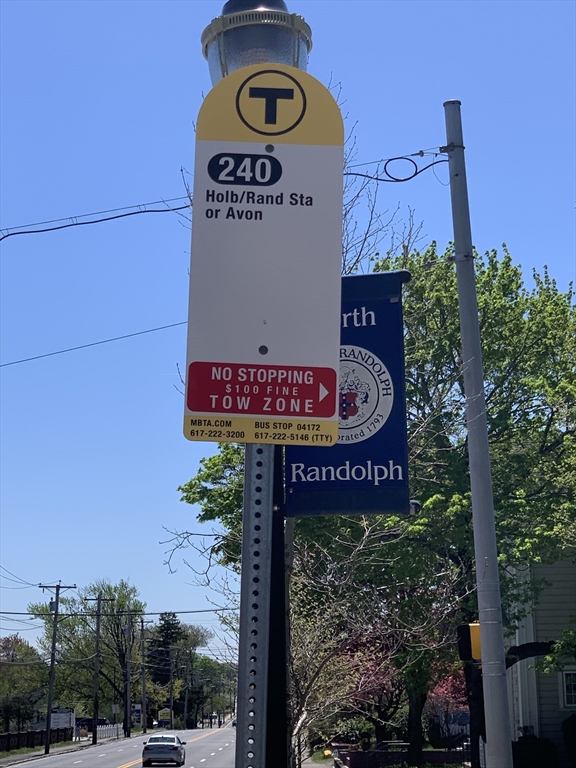 T
240
Holb/Rand Sta
or Avon
NO STOPPING
$100 FINE
TOW ZONE
MBTA.COM BUS STOP 04172
617-222-3200 617-222-5146 (TTY)
rth
RANDOLPH
orated 1793
Randolph